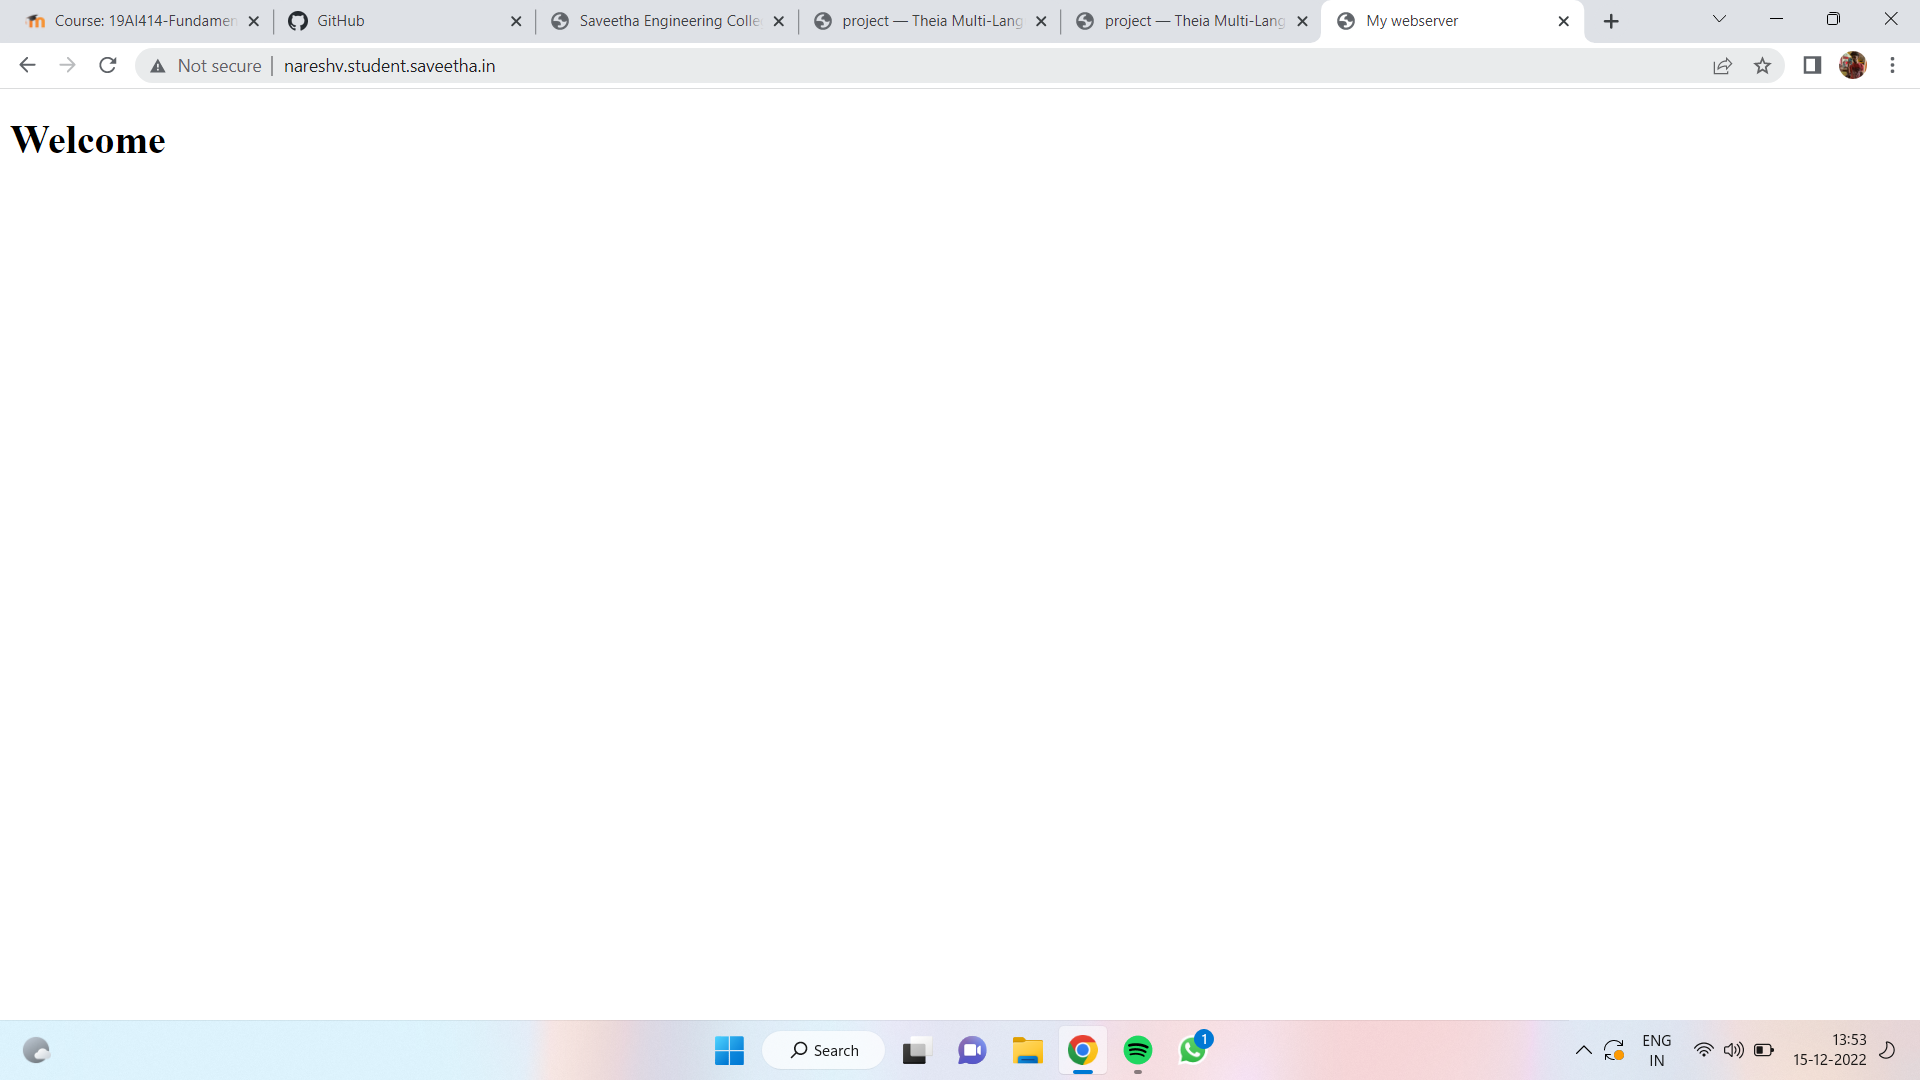 Course: 19AI414-Fundamen
GitHub
Saveetha Engineering Colle
project — Theia Multi-Lang
project — Theia Multi-Lang
My webserver
Not secure
nareshv.student.saveetha.in
Welcome
Search
1
ENG
IN
13:53
15-12-2022